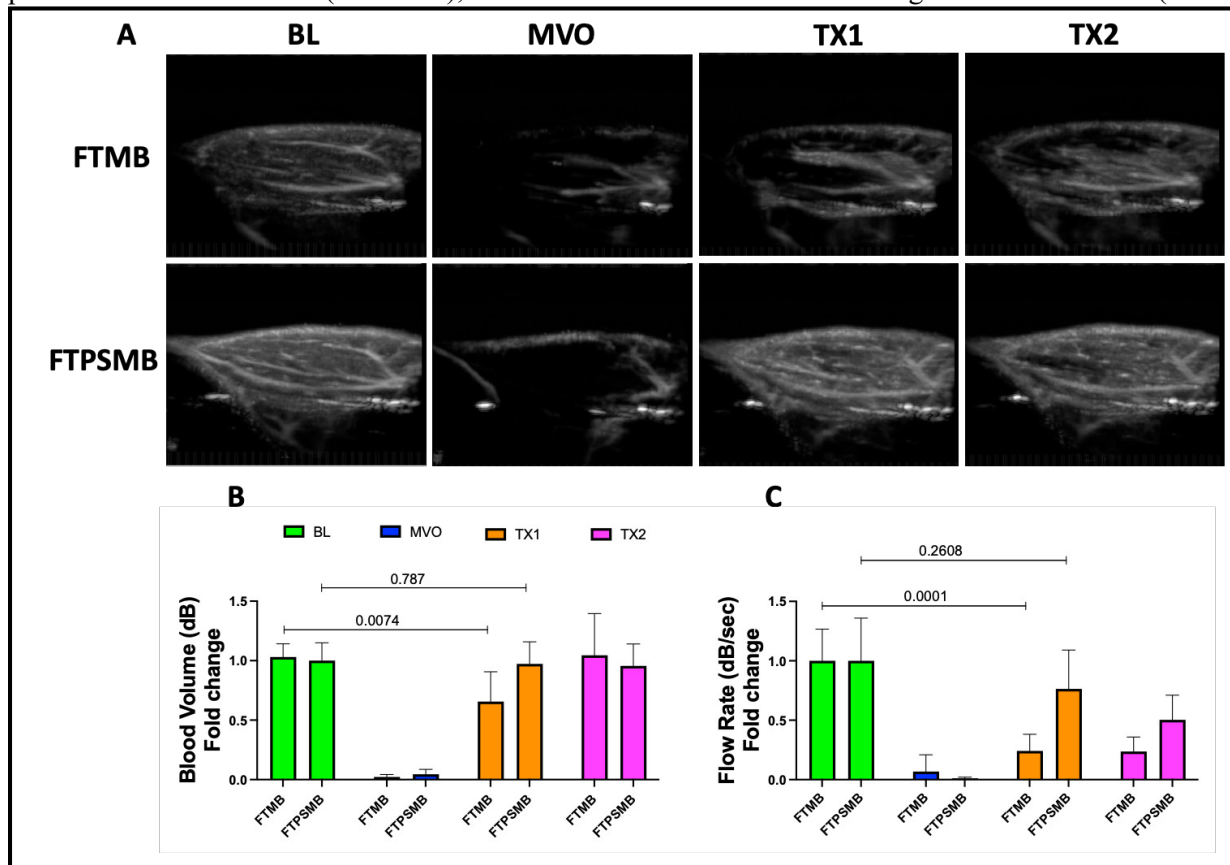 A BL MVO TX1 TX2
FTMB
FTPSMB
B C
BL MVO TX1 TX2
0.787
0.0074
Blood Volume (dB)
Fold change
1.5
1.0
0.5
0.0
FTMB FTPSMB FTMB FTPSMB FTMB FTPSMB FTMB FTPSMB
0.2608
0.0001
Flow Rate (dB/sec)
Fold change
1.5
1.0
0.5
0.0
FTMB FTPSMB FTMB FTPSMB FTMB FTPSMB FTMB FTPSMB